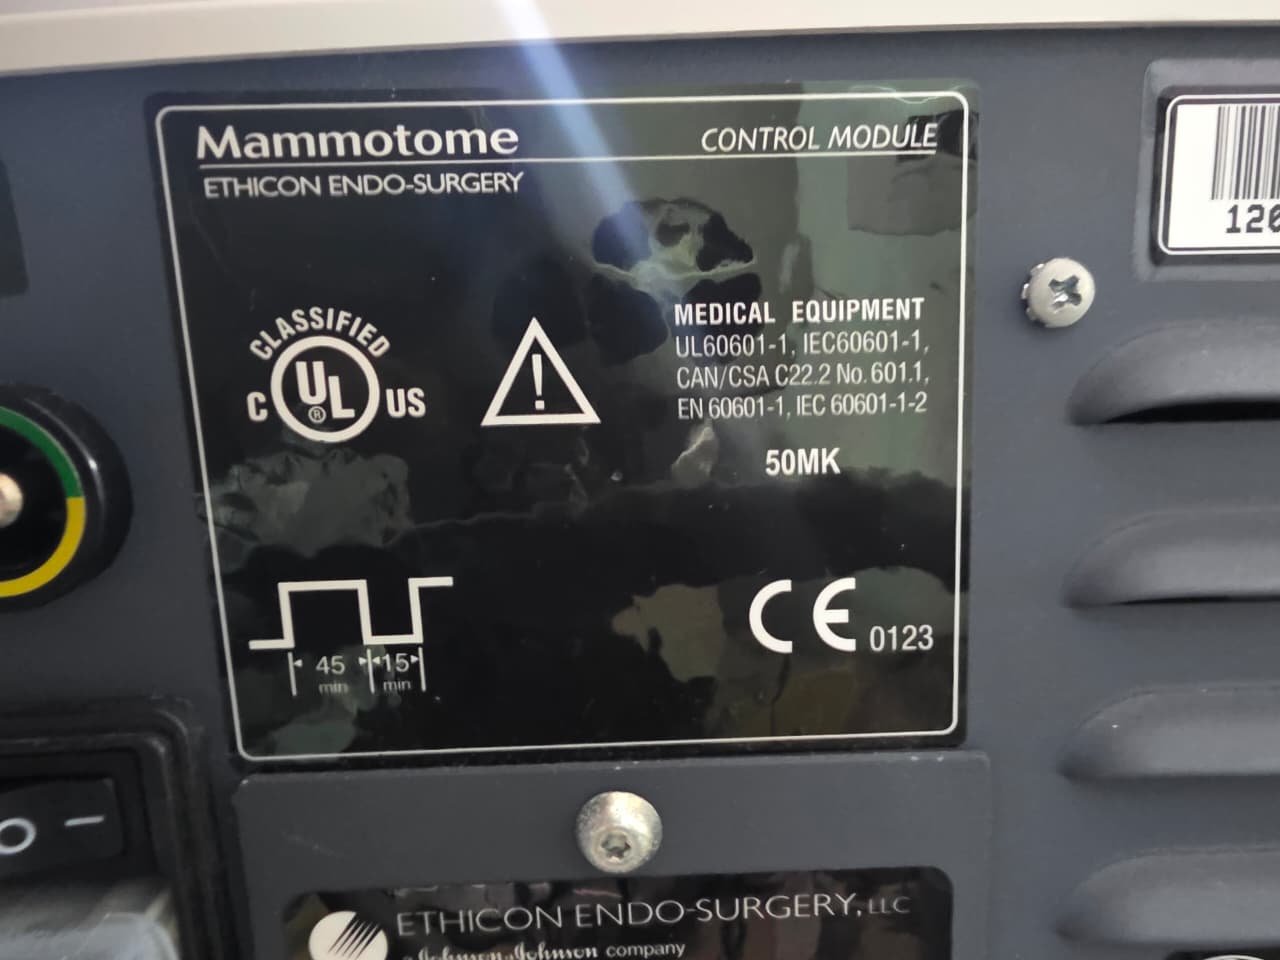 Mammotome
CONTROL MODULE
ETHICON ENDO-SURGERY
CLASSIFIED
C UL ® US
!
MEDICAL EQUIPMENT
UL60601-1, IEC60601-1,
CAN/CSA C22.2 No. 601.1,
EN 60601-1, IEC 60601-1-2
50MK
45 15
min min
CE 0123
ETHICON ENDO-SURGERY, LLC
a Johnson & Johnson company